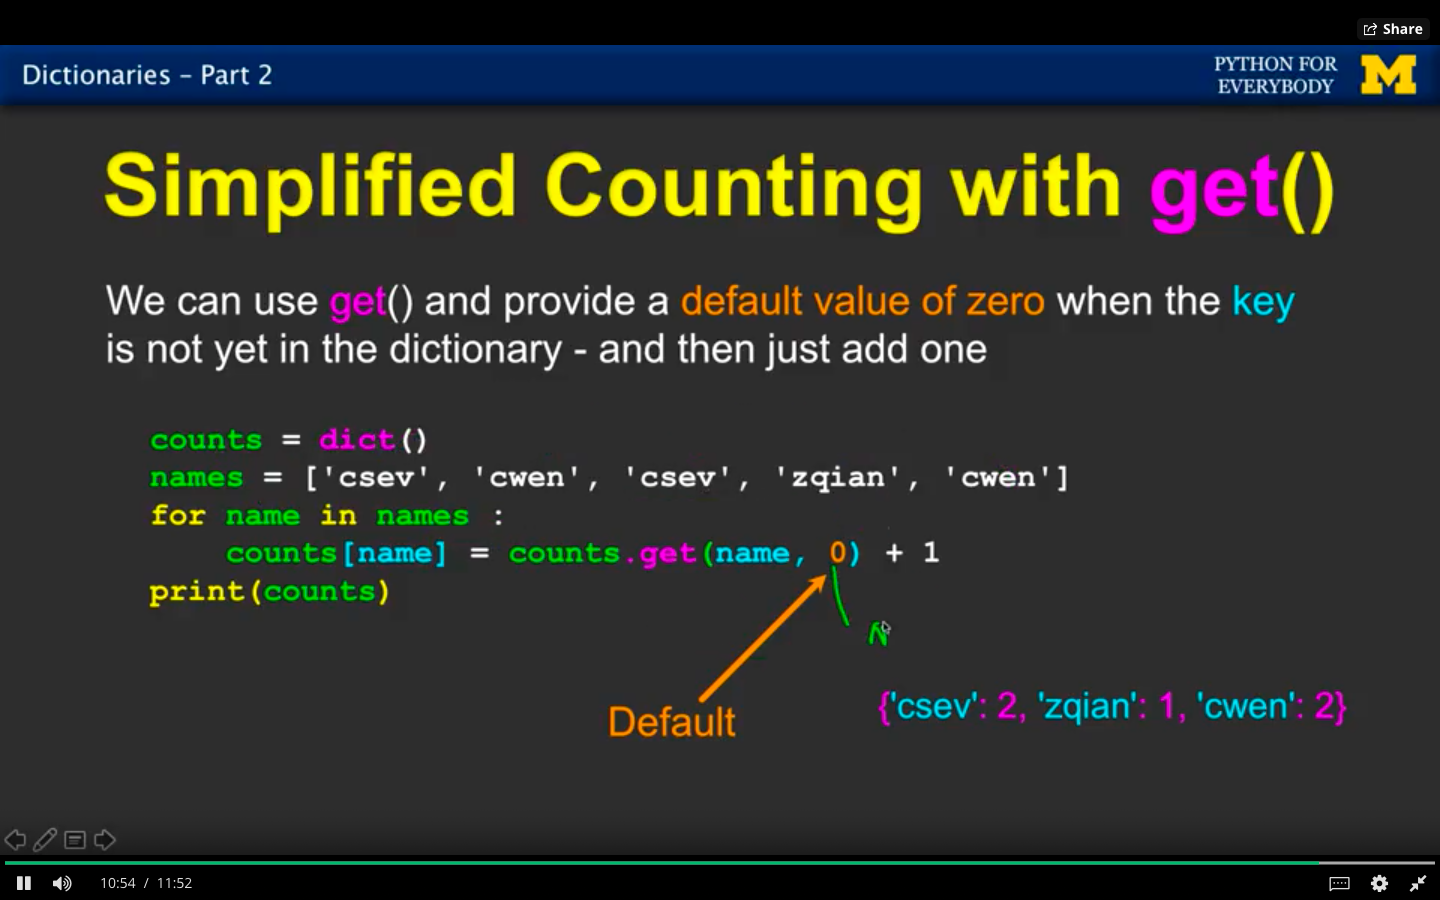 Share
Dictionaries – Part 2
PYTHON FOR
EVERYBODY
M
Simplified Counting with get()
We can use get() and provide a default value of zero when the key
is not yet in the dictionary - and then just add one
counts = dict()
names = ['csev', 'cwen', 'csev', 'zqian', 'cwen']
for name in names :
    counts[name] = counts.get(name, 0) + 1
print(counts)
Default
{'csev': 2, 'zqian': 1, 'cwen': 2}
10:54 / 11:52